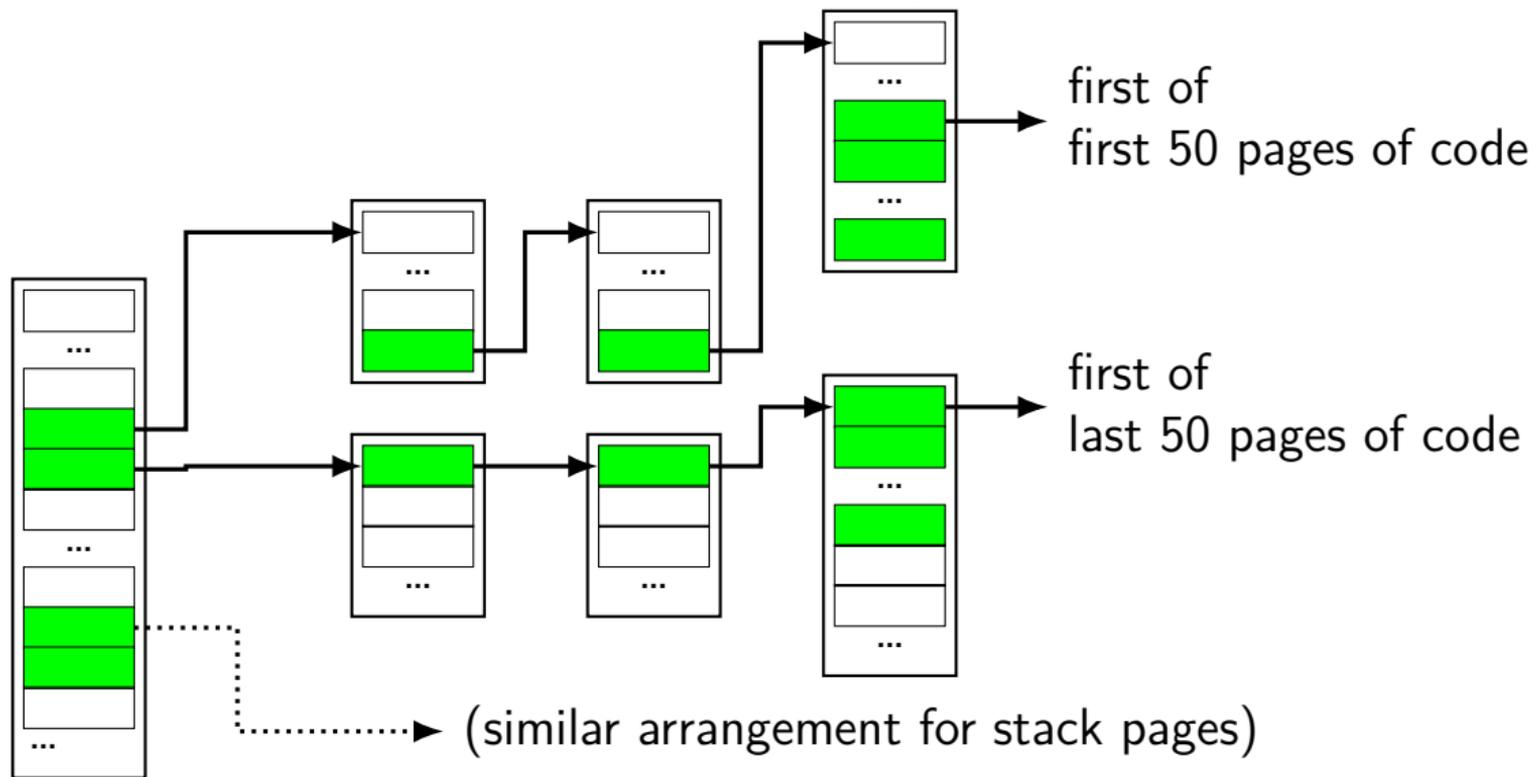 ...
first of
first 50 pages of code
...
...
...
...
first of
last 50 pages of code
...
...
...
...
...
(similar arrangement for stack pages)
...